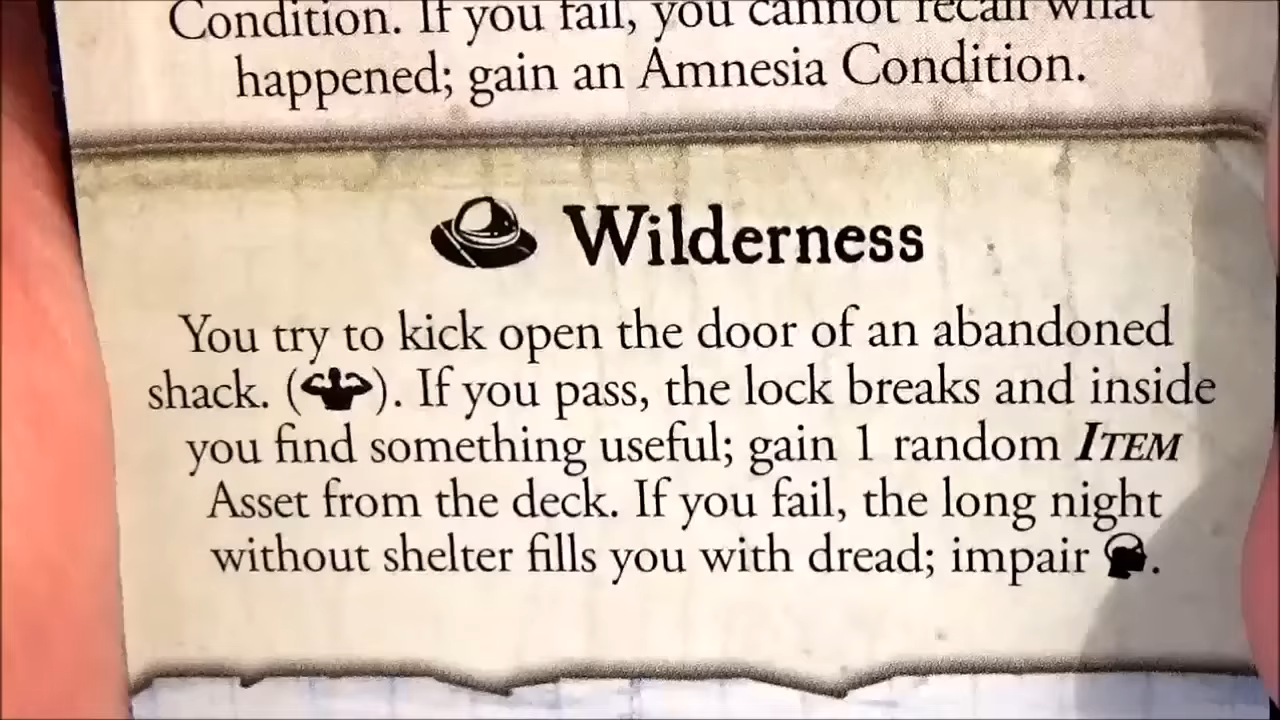 Condition. If you fail, you cannot recall what
happened; gain an Amnesia Condition.
Wilderness
You try to kick open the door of an abandoned
shack. (). If you pass, the lock breaks and inside
you find something useful; gain 1 random ITEM
Asset from the deck. If you fail, the long night
without shelter fills you with dread; impair .